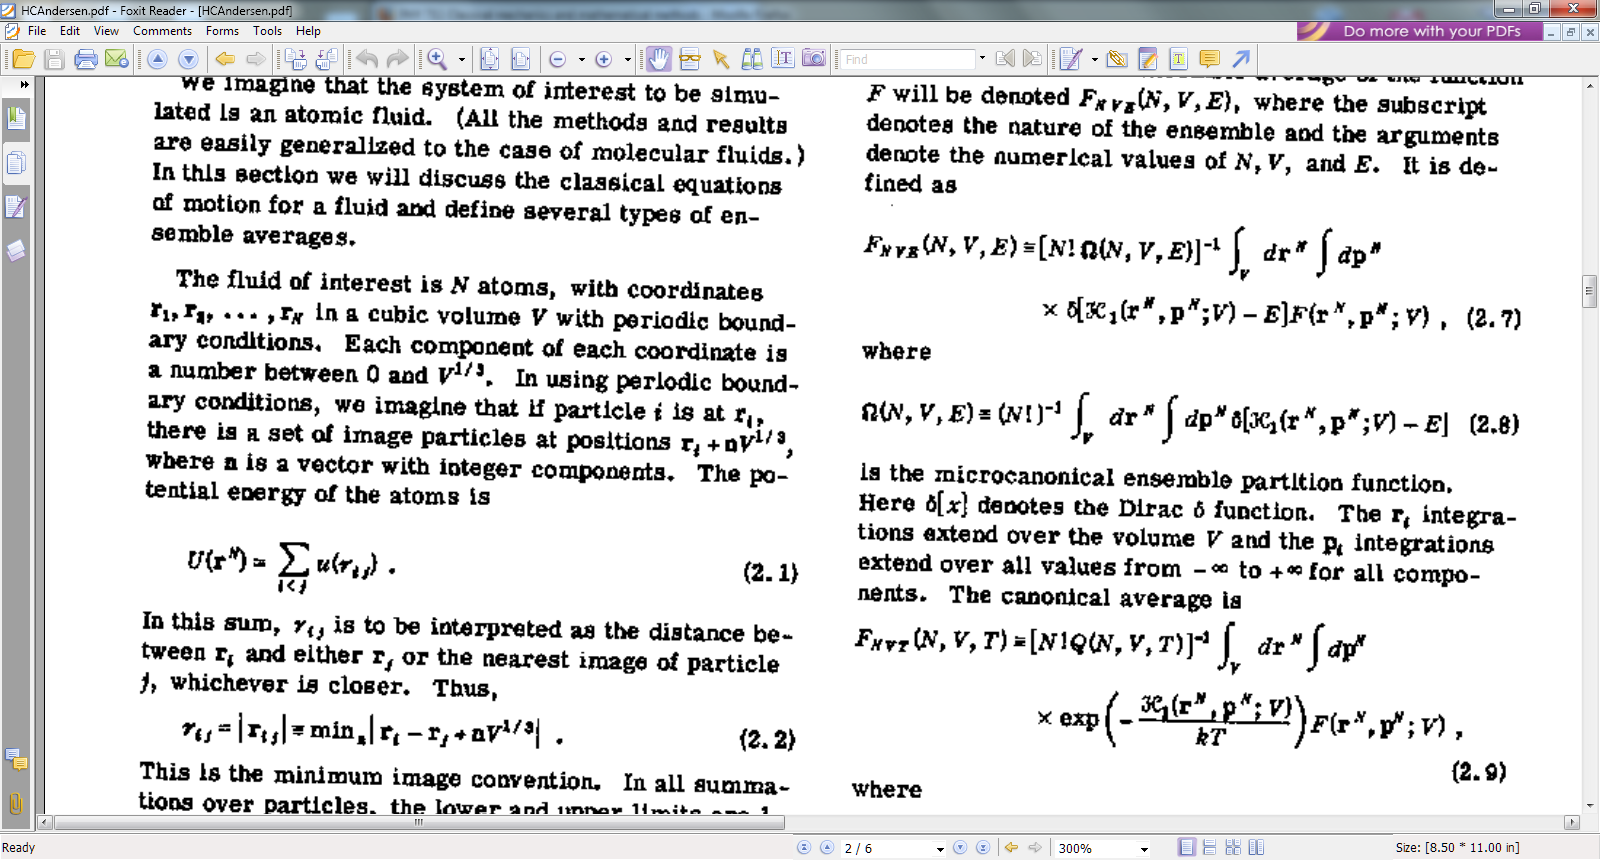 HCAndersen.pdf - Foxit Reader - [HCAndersen.pdf]
File Edit View Comments Forms Tools Help
Do more with your PDFs
Find
We imagine that the system of interest to be simu-
lated is an atomic fluid. (All the methods and results
are easily generalized to the case of molecular fluids.)
In this section we will discuss the classical equations
of motion for a fluid and define several types of en-
semble averages.
The fluid of interest is N atoms, with coordinates
r₁, r₂, ..., r_N in a cubic volume V with periodic bound-
ary conditions. Each component of each coordinate is
a number between 0 and V^{1/3}. In using periodic bound-
ary conditions, we imagine that if particle i is at r_i,
there is a set of image particles at positions r_i + nV^{1/3},
where n is a vector with integer components. The po-
tential energy of the atoms is
U(r^N) = ∑_{i<j} u(r_{ij}) . (2.1)
In this sum, r_{ij} is to be interpreted as the distance be-
tween r_i and either r_j or the nearest image of particle
j, whichever is closer. Thus,
r_{ij} = |r_{ij}| ≡ min_n |r_i − r_j + nV^{1/3}| . (2.2)
This is the minimum image convention. In all summa-
tions over particles, the lower and upper limits are 1
average of the function
F will be denoted F_{NVE}(N, V, E), where the subscript
denotes the nature of the ensemble and the arguments
denote the numerical values of N, V, and E. It is de-
fined as
F_{NVE}(N, V, E) ≡ [N! Ω(N, V, E)]^{-1} ∫_V dr^N ∫ dp^N
× δ[ℋ₁(r^N, p^N; V) − E]F(r^N, p^N; V) , (2.7)
where
Ω(N, V, E) ≡ (N!)^{-1} ∫_V dr^N ∫ dp^N δ[ℋ₁(r^N, p^N; V) − E] (2.8)
is the microcanonical ensemble partition function.
Here δ[x] denotes the Dirac δ function. The r_i integra-
tions extend over the volume V and the p_i integrations
extend over all values from −∞ to +∞ for all compo-
nents. The canonical average is
F_{NVT}(N, V, T) ≡ [N!Q(N, V, T)]^{-1} ∫_V dr^N ∫ dp^N
× exp(−ℋ₁(r^N, p^N; V)/kT) F(r^N, p^N; V) ,
(2.9)
where
Ready
2 / 6
300%
Size: [8.50 * 11.00 in]